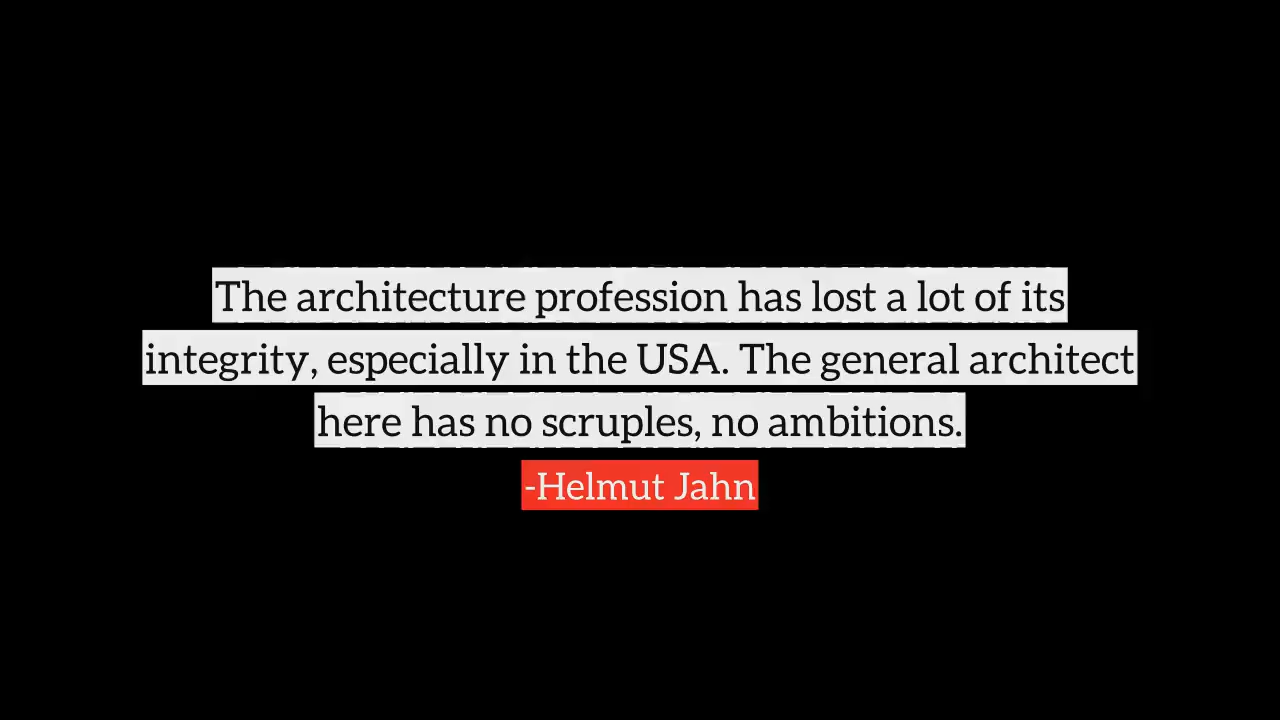 The architecture profession has lost a lot of its
integrity, especially in the USA. The general architect
here has no scruples, no ambitions.
-Helmut Jahn